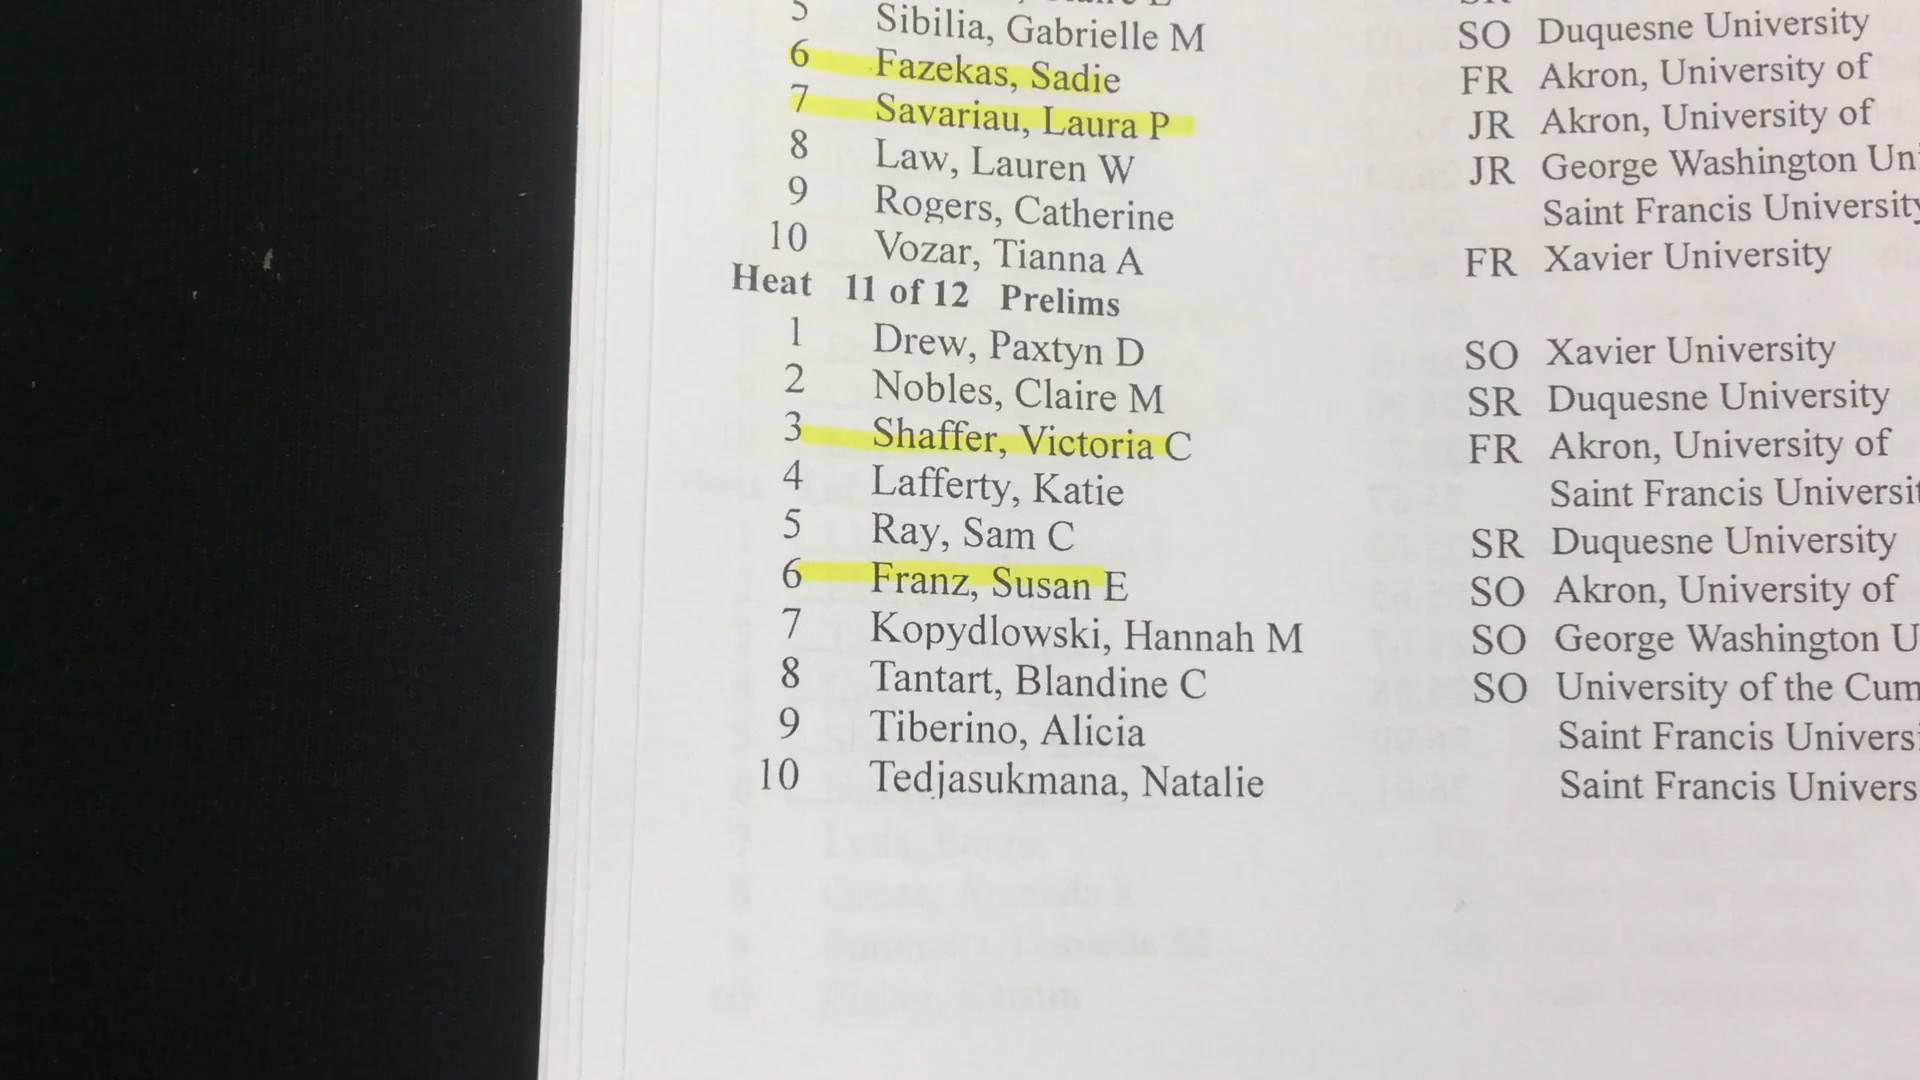 5 Sibilia, Gabrielle M SO Duquesne University
6 Fazekas, Sadie FR Akron, University of
7 Savariau, Laura P JR Akron, University of
8 Law, Lauren W JR George Washington Un
9 Rogers, Catherine Saint Francis University
10 Vozar, Tianna A FR Xavier University
Heat 11 of 12 Prelims
1 Drew, Paxtyn D SO Xavier University
2 Nobles, Claire M SR Duquesne University
3 Shaffer, Victoria C FR Akron, University of
4 Lafferty, Katie Saint Francis Universit
5 Ray, Sam C SR Duquesne University
6 Franz, Susan E SO Akron, University of
7 Kopydlowski, Hannah M SO George Washington U
8 Tantart, Blandine C SO University of the Cum
9 Tiberino, Alicia Saint Francis Universi
10 Tedjasukmana, Natalie Saint Francis Univers